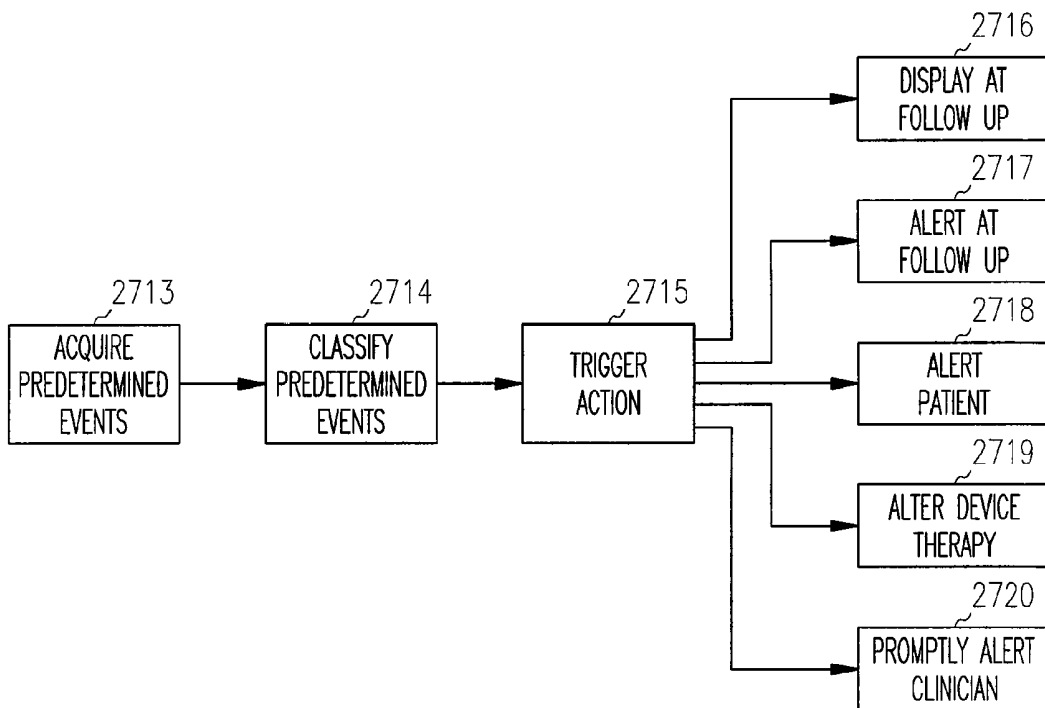 2713
ACQUIRE
PREDETERMINED
EVENTS
2714
CLASSIFY
PREDETERMINED
EVENTS
2715
TRIGGER
ACTION
2716
DISPLAY AT
FOLLOW UP
2717
ALERT AT
FOLLOW UP
2718
ALERT
PATIENT
2719
ALTER DEVICE
THERAPY
2720
PROMPTLY ALERT
CLINICIAN